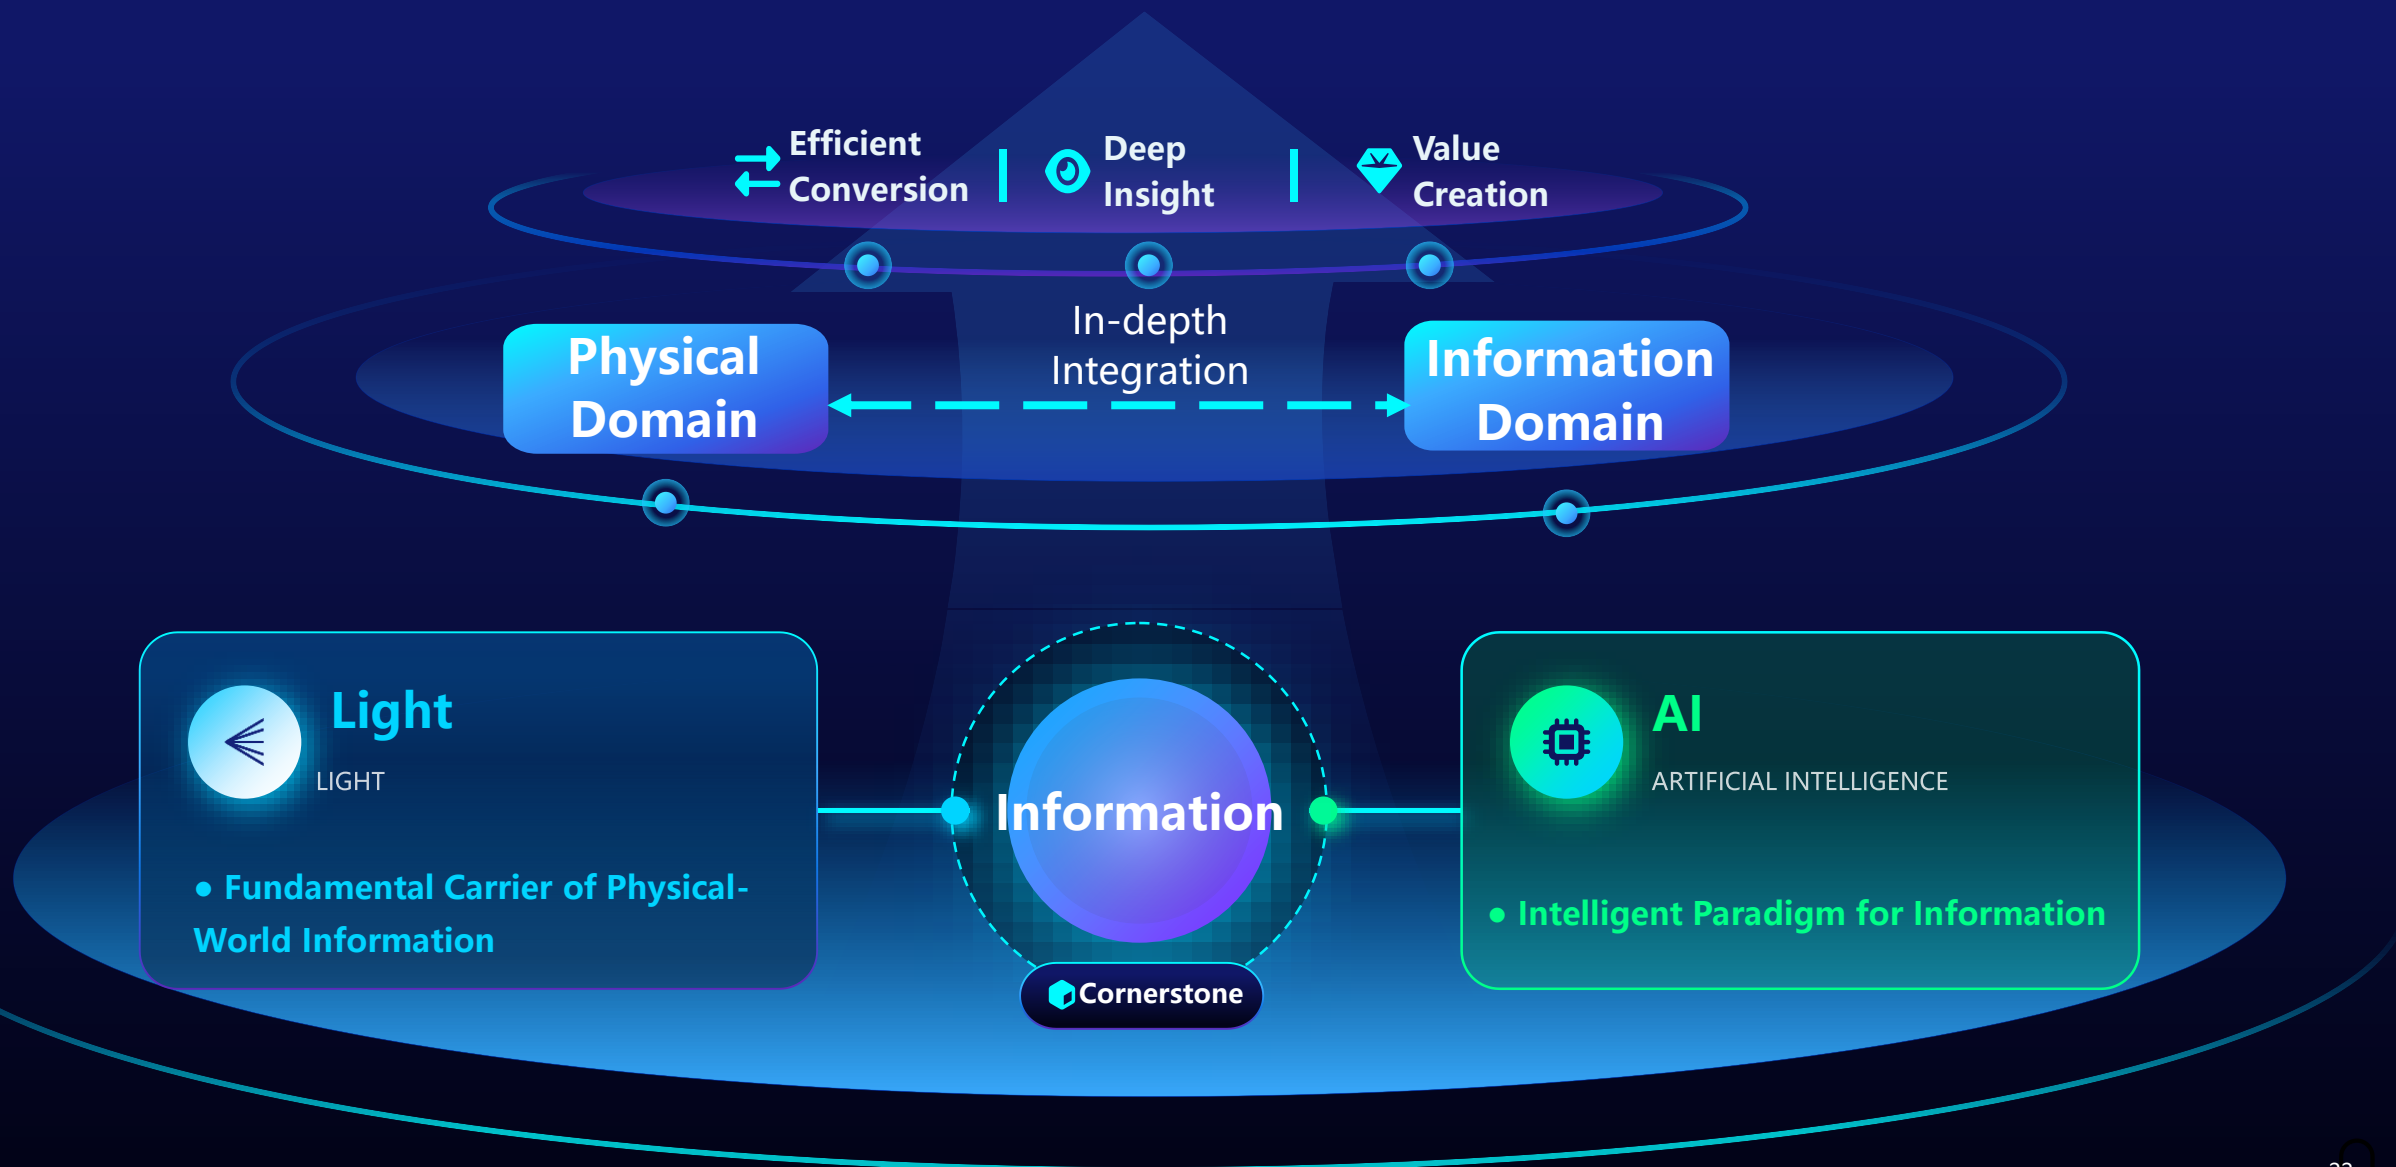 Efficient
Conversion
Deep
Insight
Value
Creation
In-depth
Integration
Physical
Domain
Information
Domain
Light
LIGHT
● Fundamental Carrier of Physical-
World Information
Information
Cornerstone
AI
ARTIFICIAL INTELLIGENCE
● Intelligent Paradigm for Information